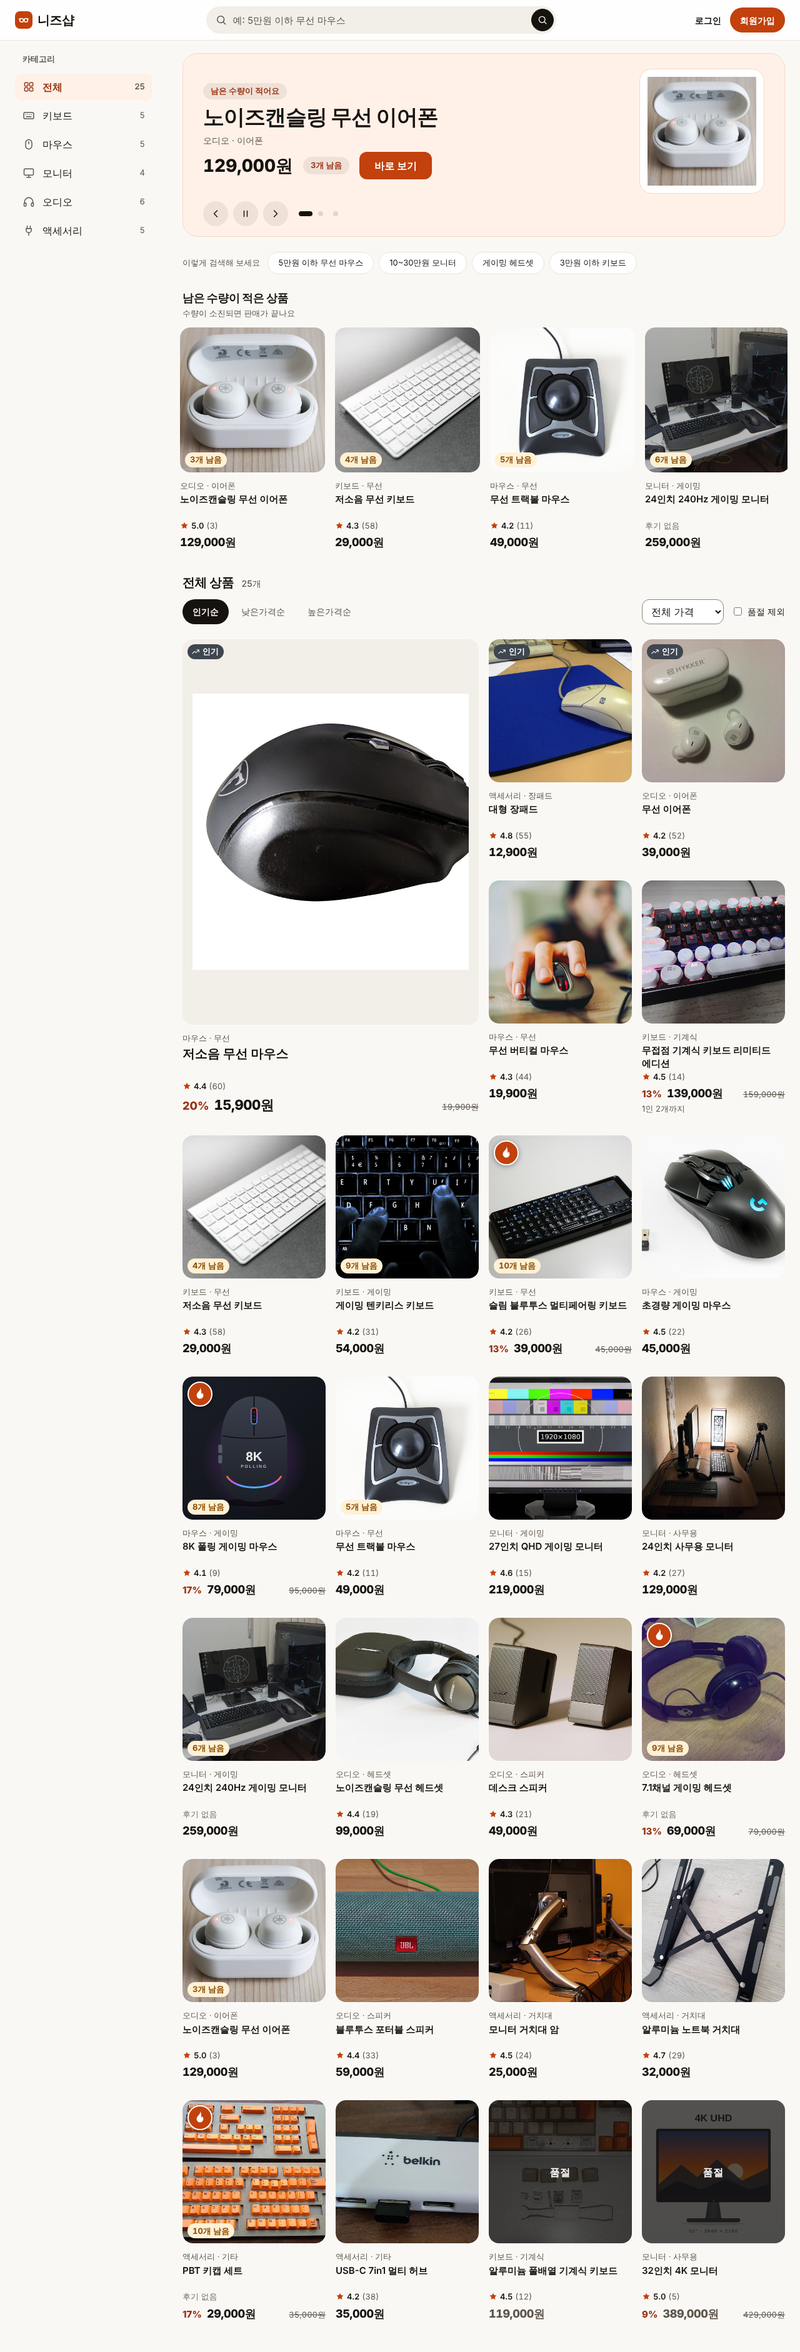 니즈샵
예: 5만원 이하 무선 마우스
로그인
회원가입
카테고리
전체 25
키보드 5
마우스 5
모니터 4
오디오 6
액세서리 5
남은 수량이 적어요
노이즈캔슬링 무선 이어폰
오디오 · 이어폰
129,000원 3개 남음 바로 보기
이렇게 검색해 보세요 5만원 이하 무선 마우스 10~30만원 모니터 게이밍 헤드셋 3만원 이하 키보드
남은 수량이 적은 상품
수량이 소진되면 판매가 끝나요
3개 남음
오디오 · 이어폰
노이즈캔슬링 무선 이어폰
5.0 (3)
129,000원
4개 남음
키보드 · 무선
저소음 무선 키보드
4.3 (58)
29,000원
5개 남음
마우스 · 무선
무선 트랙볼 마우스
4.2 (11)
49,000원
6개 남음
모니터 · 게이밍
24인치 240Hz 게이밍 모니터
후기 없음
259,000원
전체 상품 25개
인기순 낮은가격순 높은가격순
전체 가격 품절 제외
인기
마우스 · 무선
저소음 무선 마우스
4.4 (60)
20% 15,900원 19,900원
인기
액세서리 · 장패드
대형 장패드
4.8 (55)
12,900원
인기
HYKKER
오디오 · 이어폰
무선 이어폰
4.2 (52)
39,000원
마우스 · 무선
무선 버티컬 마우스
4.3 (44)
19,900원
키보드 · 기계식
무접점 기계식 키보드 리미티드
에디션
4.5 (14)
13% 139,000원 159,000원
1인 2개까지
4개 남음
키보드 · 무선
저소음 무선 키보드
4.3 (58)
29,000원
9개 남음
키보드 · 게이밍
게이밍 텐키리스 키보드
4.2 (31)
54,000원
10개 남음
키보드 · 무선
슬림 블루투스 멀티페어링 키보드
4.2 (26)
13% 39,000원 45,000원
마우스 · 게이밍
초경량 게이밍 마우스
4.5 (22)
45,000원
8K
POLLING
8개 남음
마우스 · 게이밍
8K 폴링 게이밍 마우스
4.1 (9)
17% 79,000원 95,000원
5개 남음
마우스 · 무선
무선 트랙볼 마우스
4.2 (11)
49,000원
1920×1080
모니터 · 게이밍
27인치 QHD 게이밍 모니터
4.6 (15)
219,000원
모니터 · 사무용
24인치 사무용 모니터
4.2 (27)
129,000원
6개 남음
모니터 · 게이밍
24인치 240Hz 게이밍 모니터
후기 없음
259,000원
오디오 · 헤드셋
노이즈캔슬링 무선 헤드셋
4.4 (19)
99,000원
오디오 · 스피커
데스크 스피커
4.3 (21)
49,000원
9개 남음
오디오 · 헤드셋
7.1채널 게이밍 헤드셋
후기 없음
13% 69,000원 79,000원
3개 남음
오디오 · 이어폰
노이즈캔슬링 무선 이어폰
5.0 (3)
129,000원
JBL
오디오 · 스피커
블루투스 포터블 스피커
4.4 (33)
59,000원
액세서리 · 거치대
모니터 거치대 암
4.5 (24)
25,000원
액세서리 · 거치대
알루미늄 노트북 거치대
4.7 (29)
32,000원
10개 남음
액세서리 · 기타
PBT 키캡 세트
후기 없음
17% 29,000원 35,000원
belkin
액세서리 · 기타
USB-C 7in1 멀티 허브
4.2 (38)
35,000원
품절
키보드 · 기계식
알루미늄 풀배열 기계식 키보드
4.5 (12)
119,000원
4K UHD
품절
모니터 · 사무용
32인치 4K 모니터
5.0 (5)
9% 389,000원 429,000원